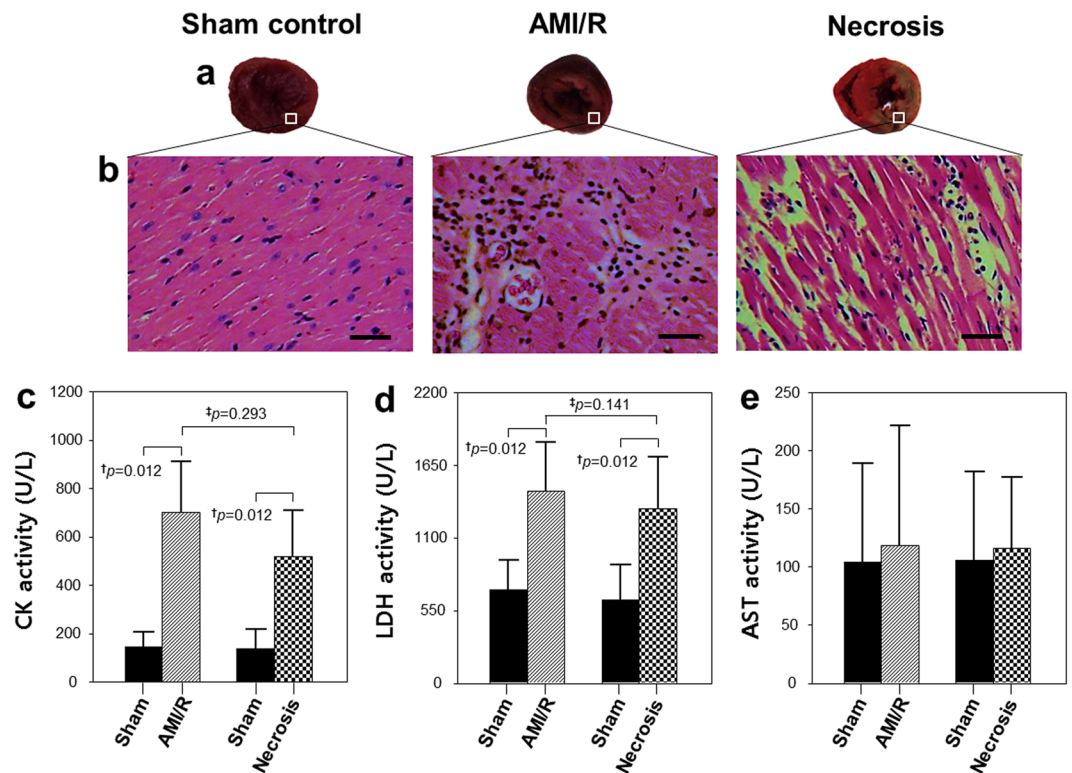 Sham control
AMI/R
Necrosis
a
b
c
CK activity (U/L)
1200
1000
800
600
400
200
0
‡p=0.293
†p=0.012
†p=0.012
Sham
AMI/R
Sham
Necrosis
d
LDH activity (U/L)
2200
1650
1100
550
0
‡p=0.141
†p=0.012
†p=0.012
Sham
AMI/R
Sham
Necrosis
e
AST activity (U/L)
250
200
150
100
50
0
Sham
AMI/R
Sham
Necrosis